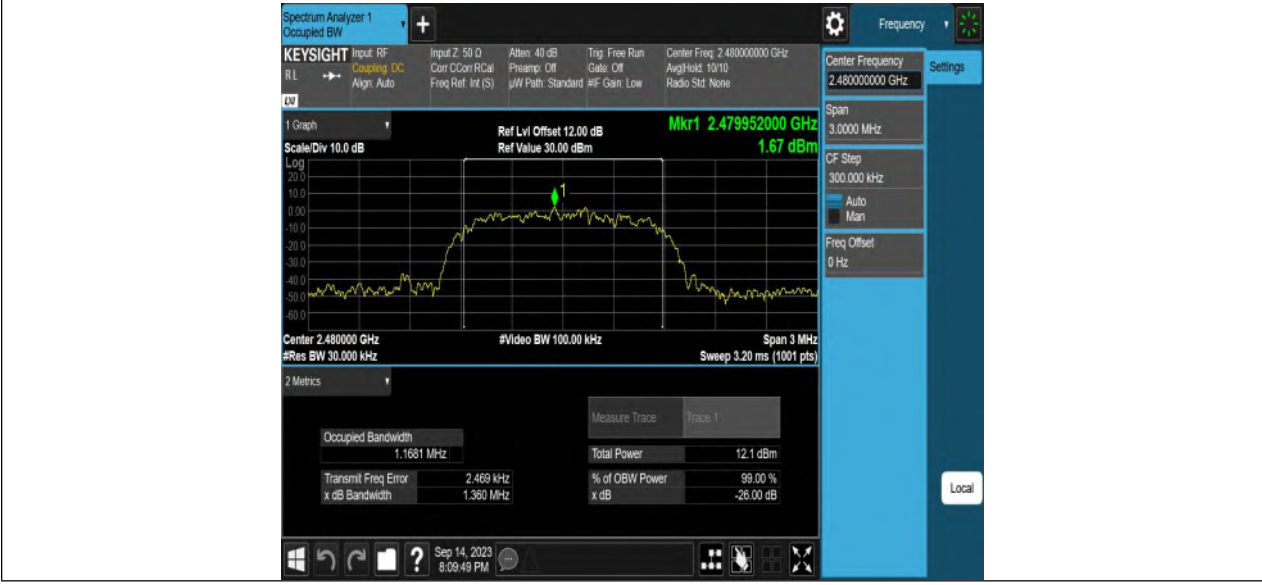 Spectrum Analyzer 1
Occupied BW
Frequency
KEYSIGHT
Input: RF
Coupling: DC
Align: Auto
Input Z: 50 Ω
Corr CCorr RCal
Freq Ref: Int (S)
Atten: 40 dB
Preamp: Off
µW Path: Standard
Trig: Free Run
Gate: Off
#IF Gain: Low
Center Freq: 2.480000000 GHz
Avg|Hold: 10/10
Radio Std: None
RL
LXI
Center Frequency
2.480000000 GHz
Settings
Span
3.0000 MHz
CF Step
300.000 kHz
Auto
Man
Freq Offset
0 Hz
1 Graph
Scale/Div 10.0 dB
Ref Lvl Offset 12.00 dB
Ref Value 30.00 dBm
Mkr1 2.479952000 GHz
1.67 dBm
Log
20.0
10.0
0.00
-10.0
-20.0
-30.0
-40.0
-50.0
-60.0
1
Center 2.480000 GHz
#Res BW 30.000 kHz
#Video BW 100.00 kHz
Span 3 MHz
Sweep 3.20 ms (1001 pts)
2 Metrics
Measure Trace
Trace 1
Occupied Bandwidth
1.1681 MHz
Total Power
12.1 dBm
Transmit Freq Error
2.469 kHz
% of OBW Power
99.00 %
x dB Bandwidth
1.360 MHz
x dB
-26.00 dB
Local
Sep 14, 2023
8:09:49 PM